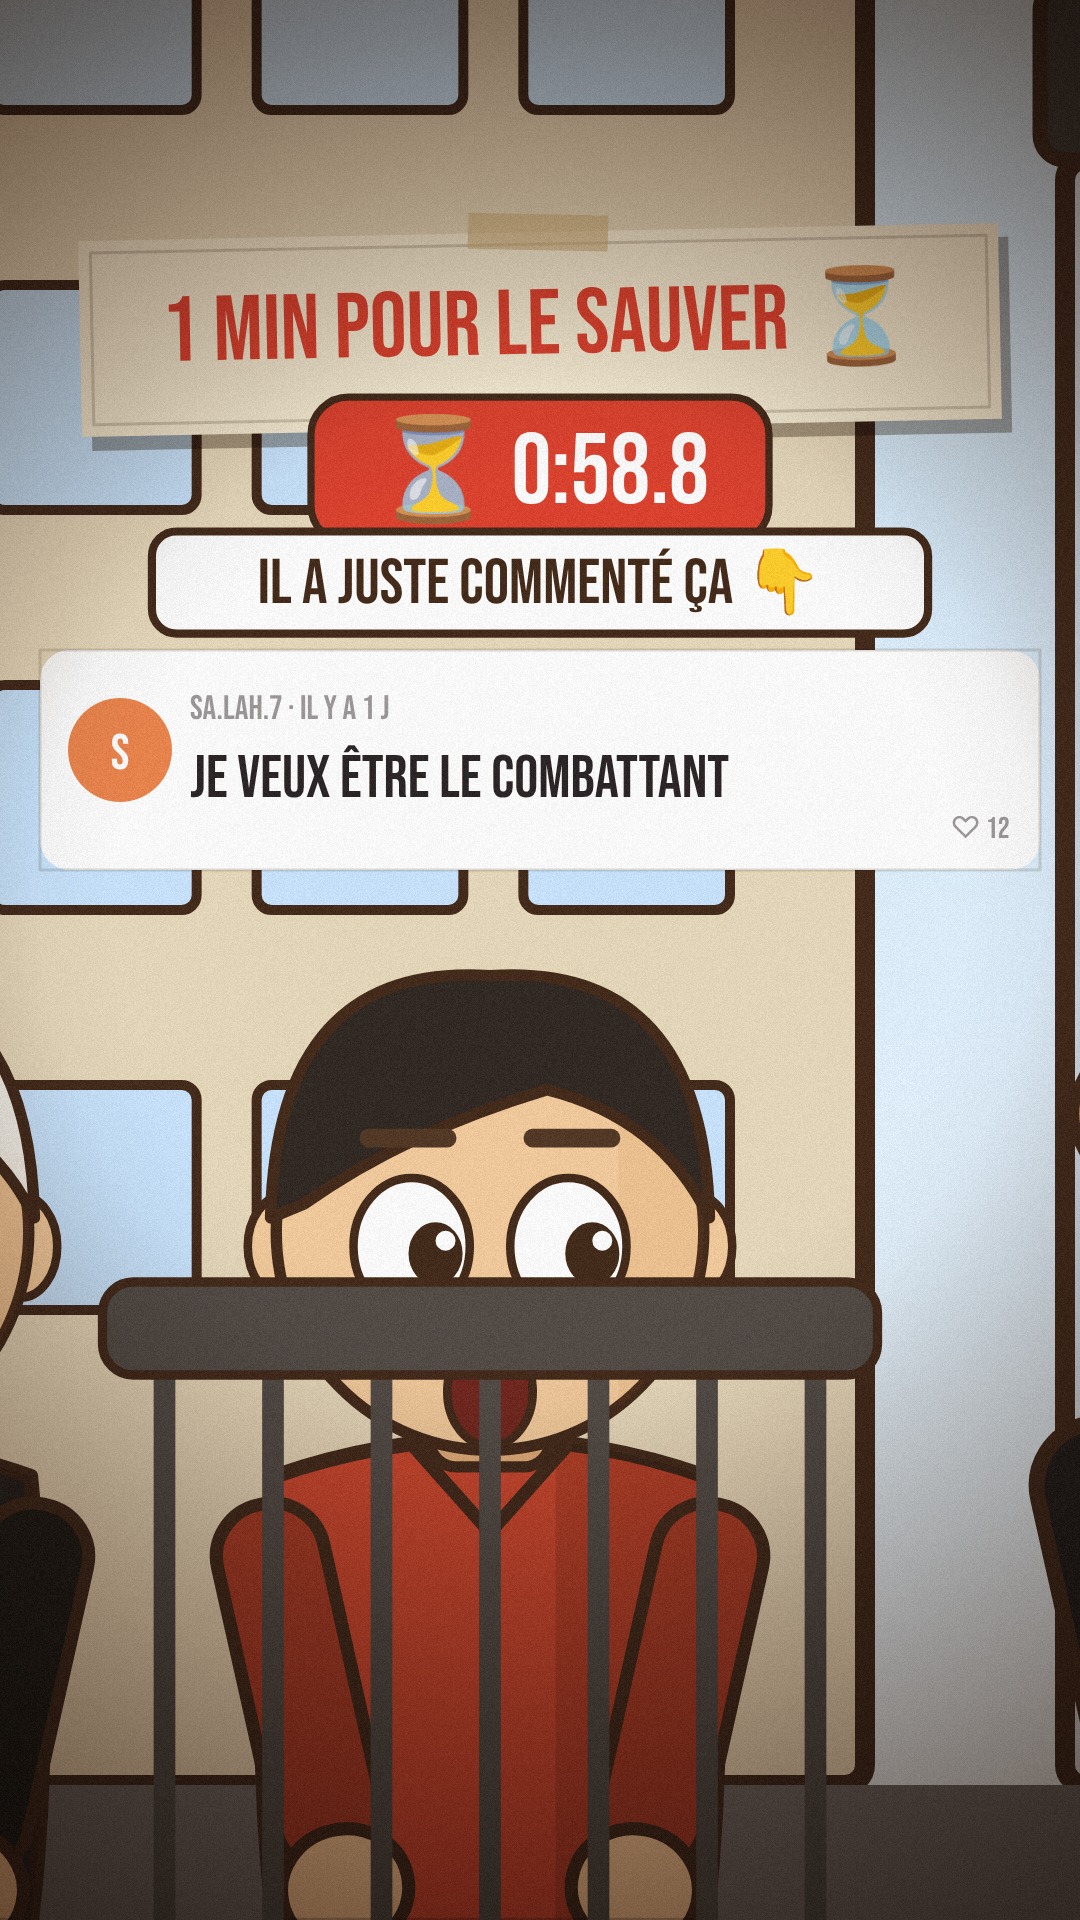 1 MIN POUR LE SAUVER ⏳
⏳ 0:58.8
IL A JUSTE COMMENTÉ ÇA 👇
S
SA.LAH.7 · IL Y A 1 J
JE VEUX ÊTRE LE COMBATTANT
♡ 12